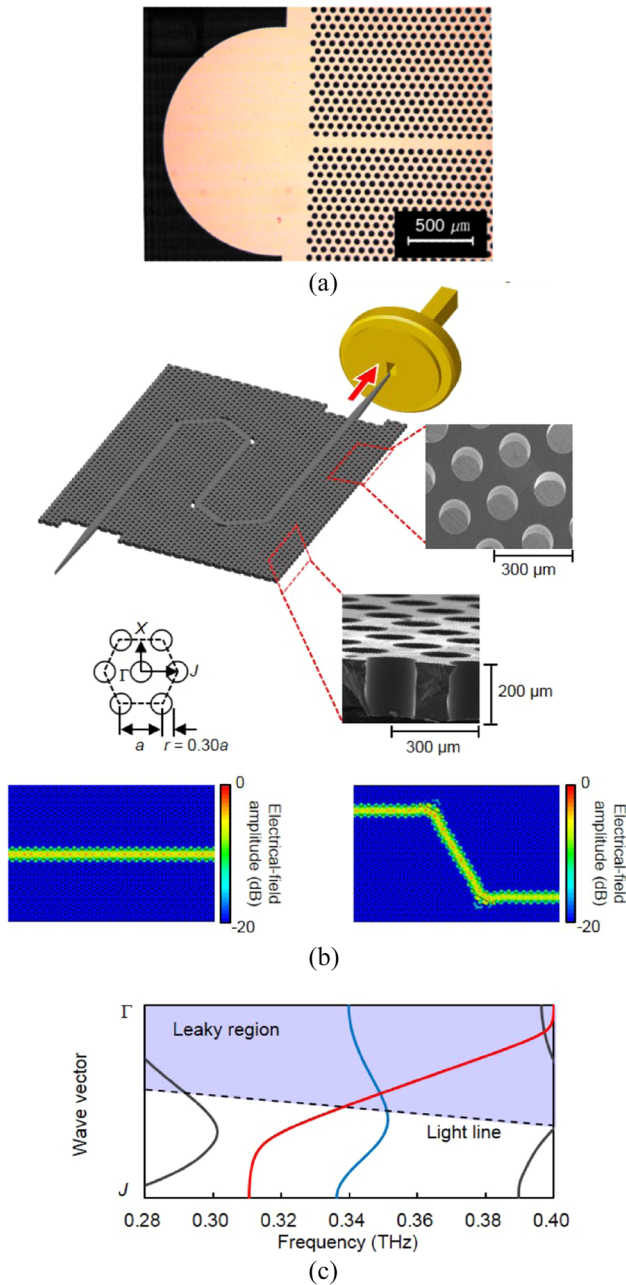 500 μm
(a)
300 μm
200 μm
300 μm
X
Γ
J
a
r = 0.30a
0
Electrical-field
amplitude (dB)
-20
0
Electrical-field
amplitude (dB)
-20
(b)
Γ
Leaky region
Wave vector
Light line
J
0.28
0.30
0.32
0.34
0.36
0.38
0.40
Frequency (THz)
(c)